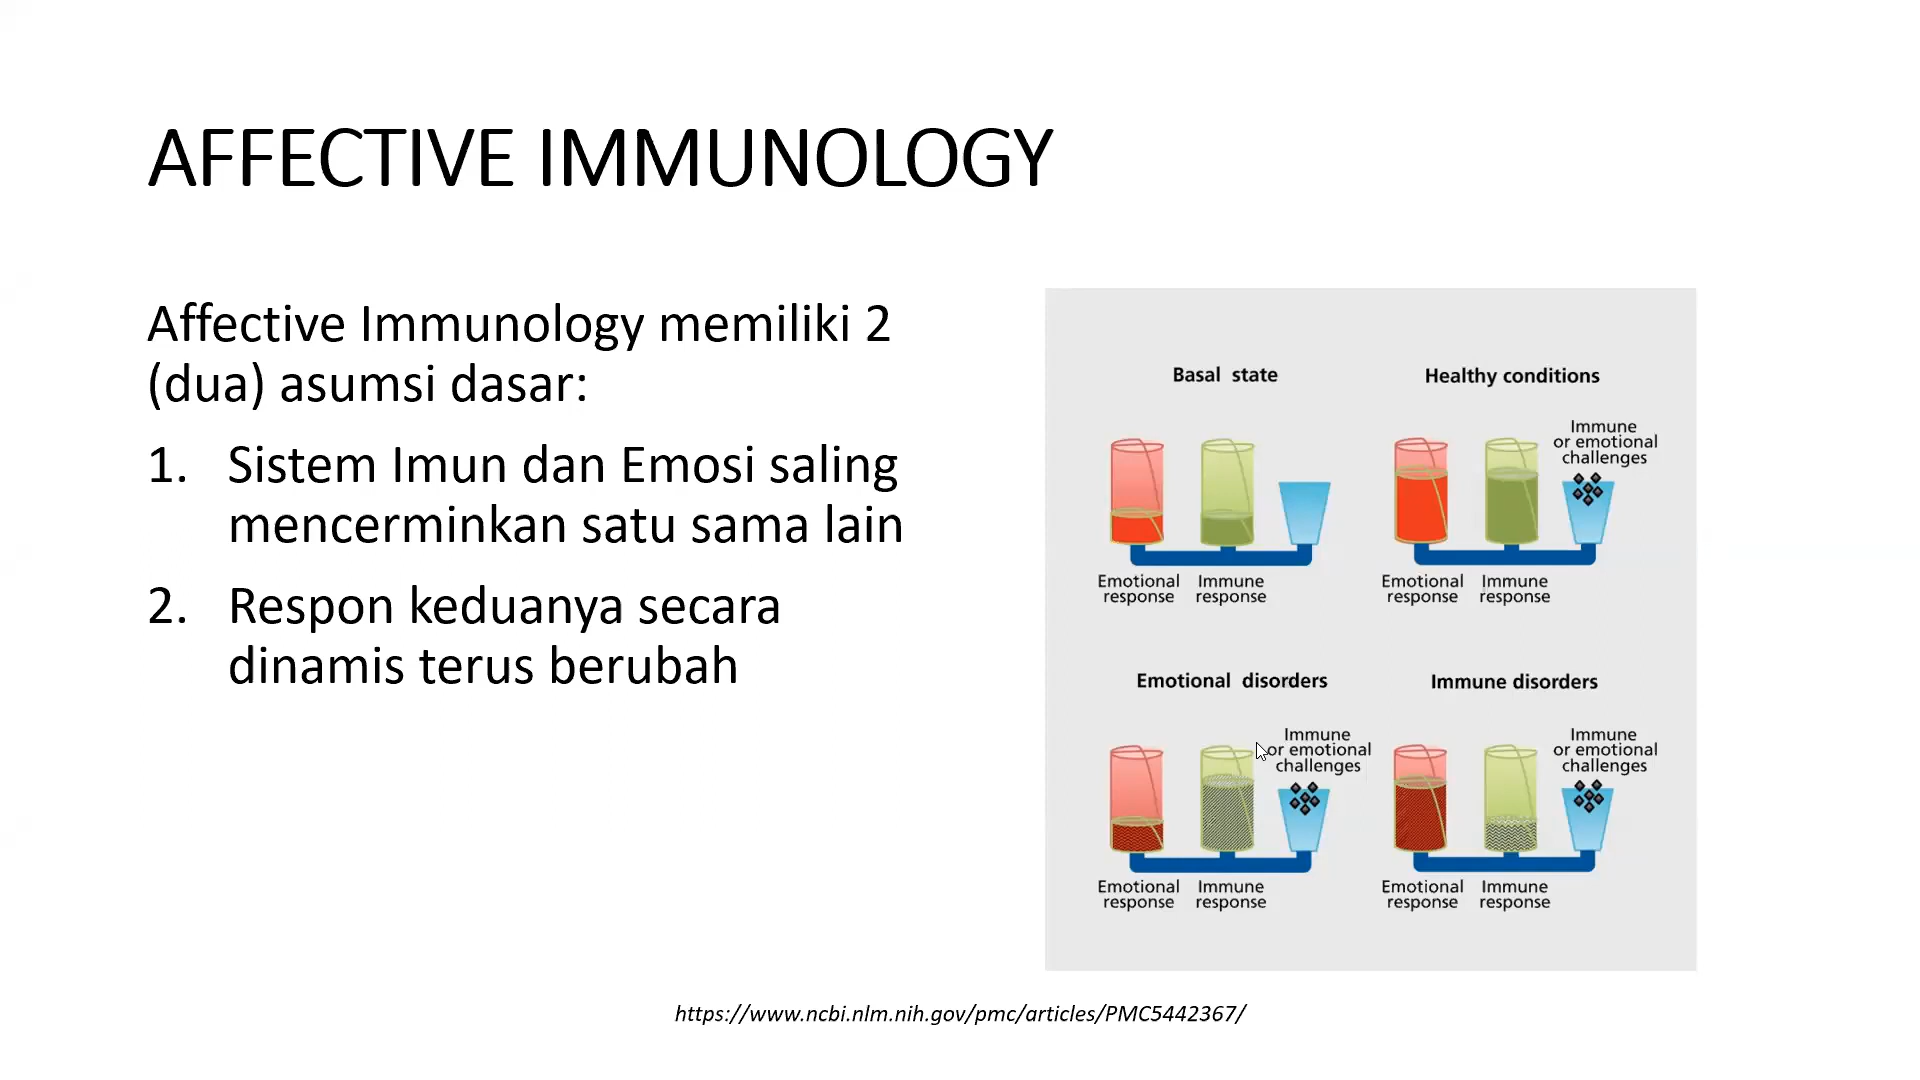 AFFECTIVE IMMUNOLOGY
Affective Immunology memiliki 2
(dua) asumsi dasar:
1. Sistem Imun dan Emosi saling
mencerminkan satu sama lain
2. Respon keduanya secara
dinamis terus berubah
Basal state
Emotional response
Immune response
Healthy conditions
Immune
or emotional
challenges
Emotional response
Immune response
Emotional disorders
Immune
or emotional
challenges
Emotional response
Immune response
Immune disorders
Immune
or emotional
challenges
Emotional response
Immune response
https://www.ncbi.nlm.nih.gov/pmc/articles/PMC5442367/